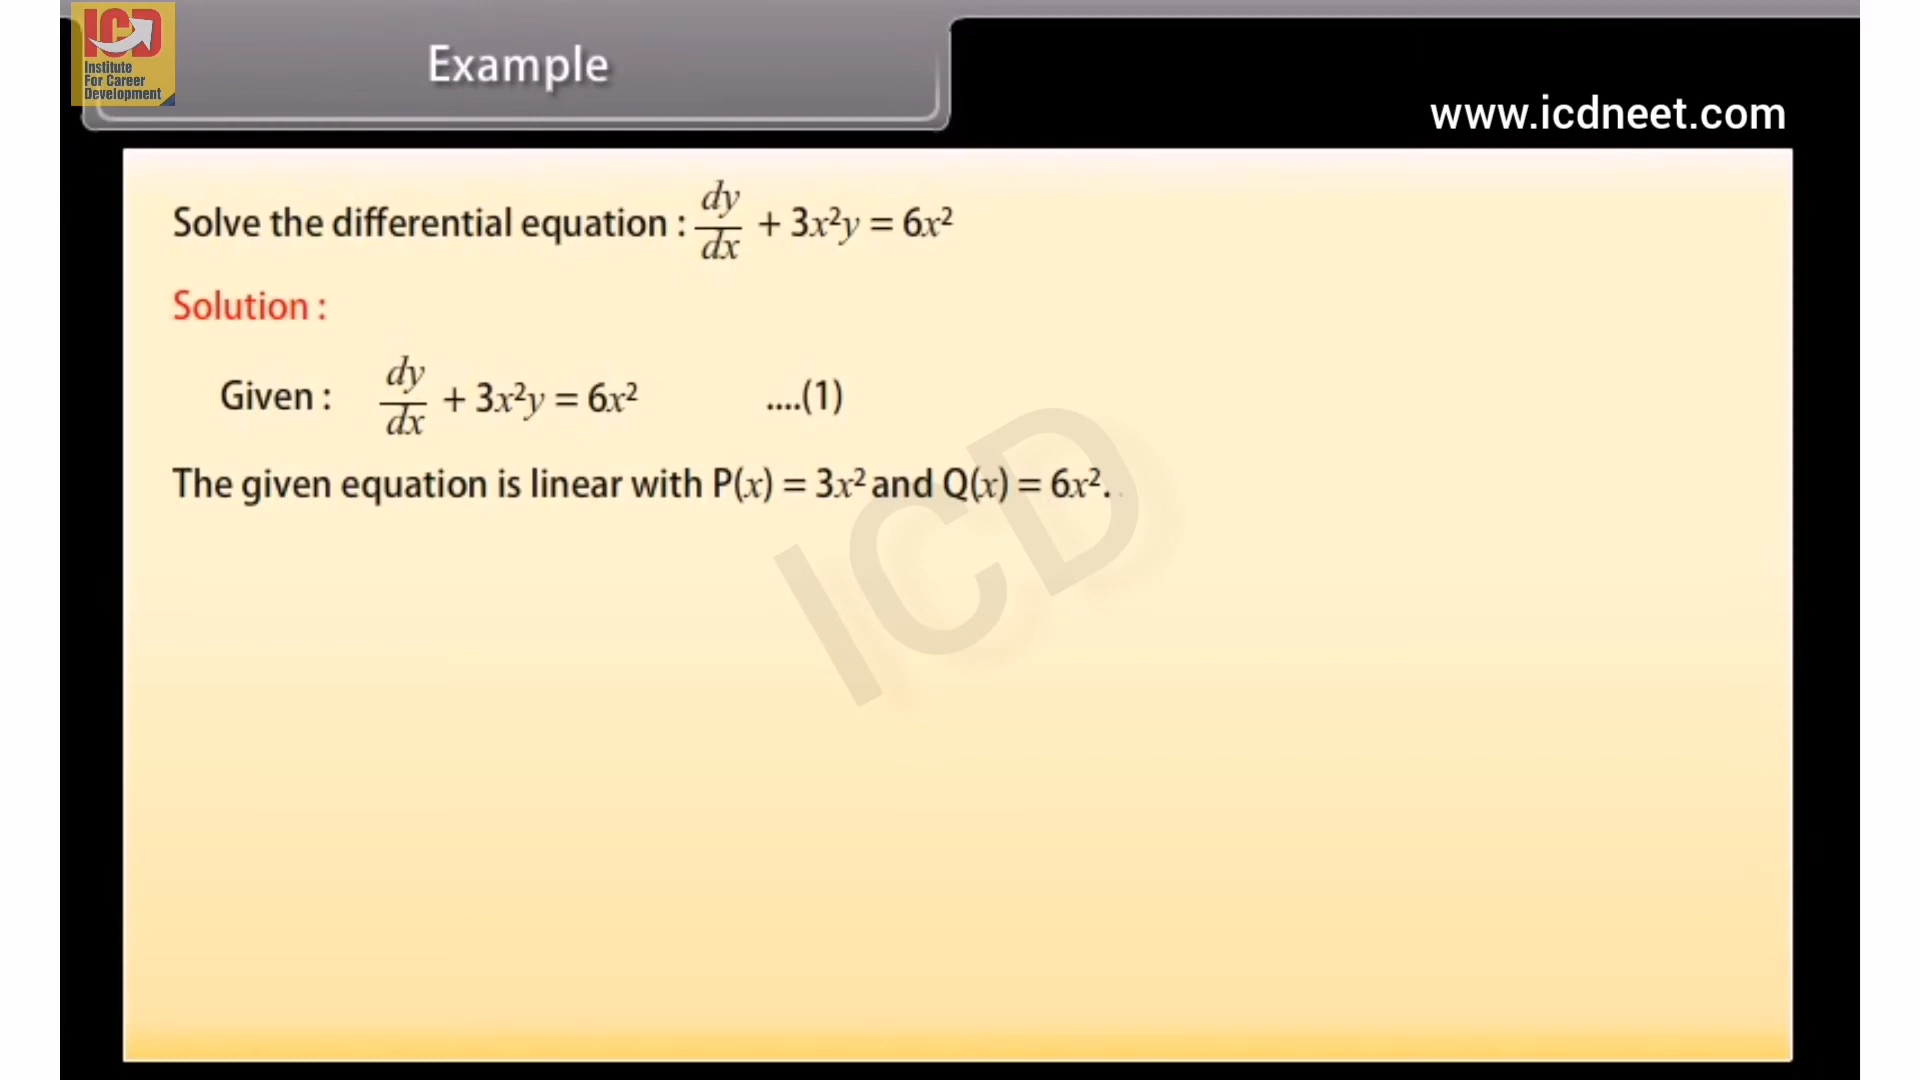 ICD
Institute
For Career
Development
Example
www.icdneet.com
Solve the differential equation : dy/dx + 3x²y = 6x²
Solution :
Given : dy/dx + 3x²y = 6x² ....(1)
The given equation is linear with P(x) = 3x² and Q(x) = 6x².
ICD